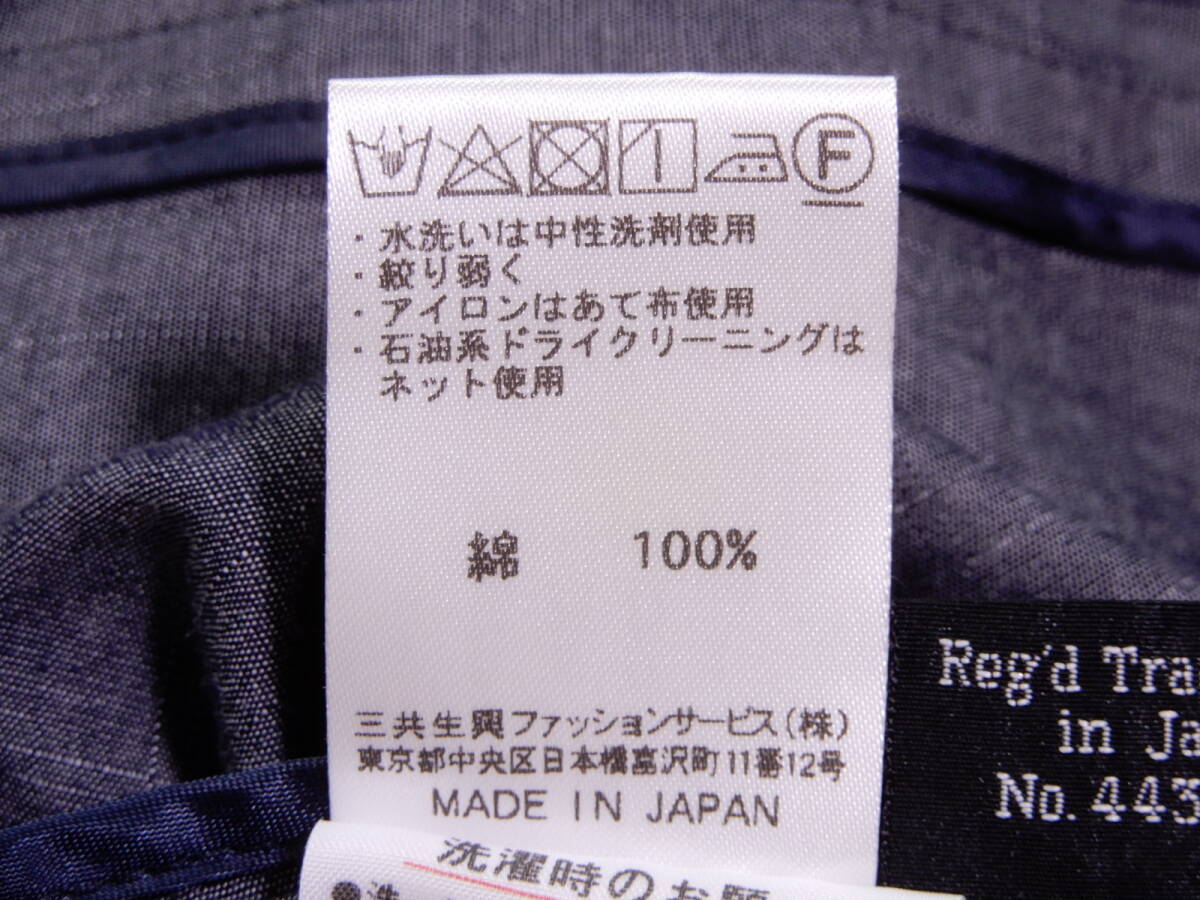 F
・水洗いは中性洗剤使用
・絞り弱く
・アイロンはあて布使用
・石油系ドライクリーニングは
ネット使用
綿 100%
三共生興ファッションサービス(株)
東京都中央区日本橋富沢町11番12号
MADE IN JAPAN
洗濯時のお願
●洗
Reg'd Tra
in Ja
No. 443